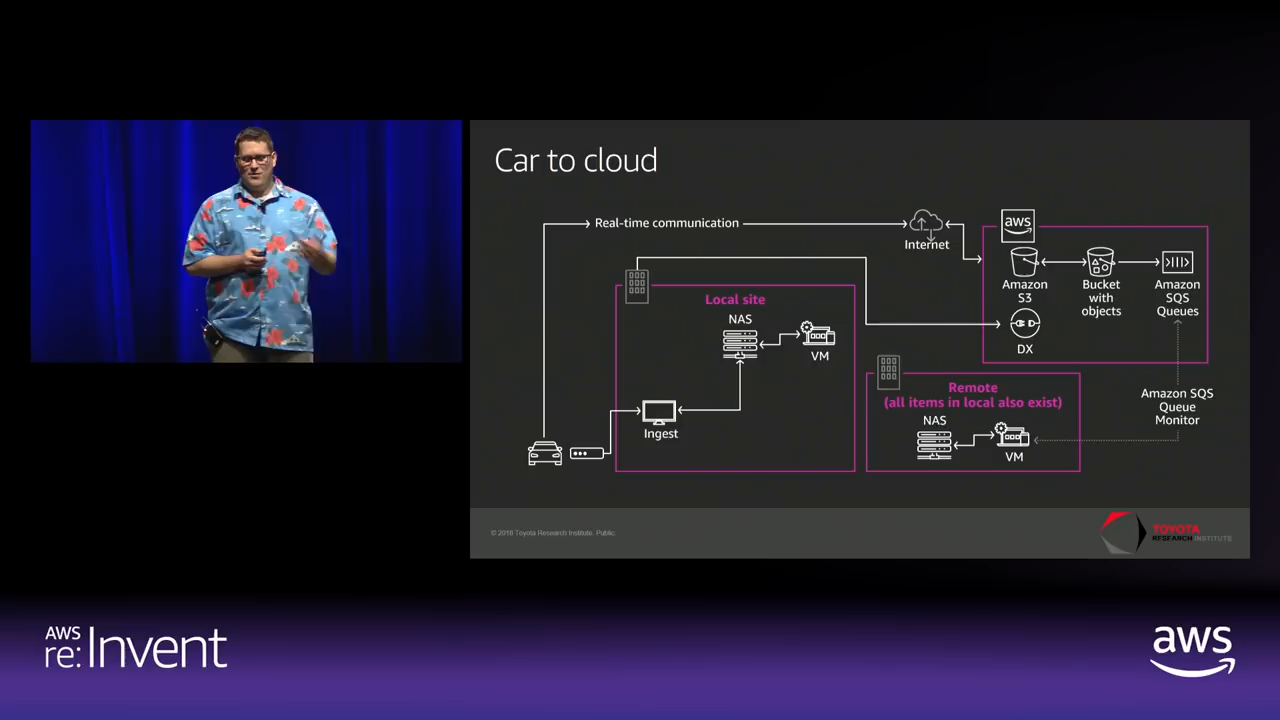 Car to cloud
Real-time communication
Internet
aws
Amazon
S3
Bucket
with
objects
Amazon
SQS
Queues
DX
Local site
NAS
VM
Ingest
Remote
(all items in local also exist)
NAS
VM
Amazon SQS
Queue
Monitor
© 2018 Toyota Research Institute. Public.
TOYOTA
RESEARCH INSTITUTE
AWS
re:Invent
aws